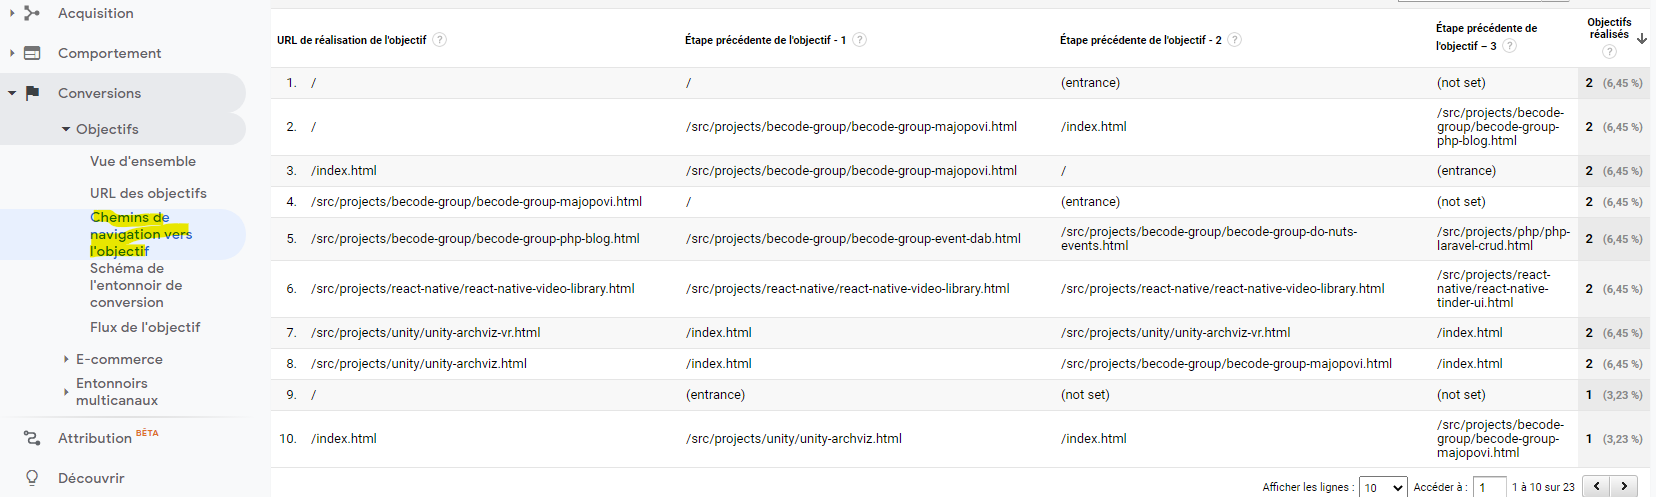 Acquisition
Comportement
Conversions
Objectifs
Vue d'ensemble
URL des objectifs
Chemins de
navigation vers
l'objectif
Schéma de
l'entonnoir de
conversion
Flux de l'objectif
E-commerce
Entonnoirs
multicanaux
Attribution BÊTA
Découvrir
URL de réalisation de l'objectif ? Étape précédente de l'objectif - 1 ? Étape précédente de l'objectif - 2 ? Étape précédente de l'objectif – 3 ? Objectifs réalisés ?
1. / / (entrance) (not set) 2 (6,45 %)
2. / /src/projects/becode-group/becode-group-majopovi.html /index.html /src/projects/becode-group/becode-group-php-blog.html 2 (6,45 %)
3. /index.html /src/projects/becode-group/becode-group-majopovi.html / (entrance) 2 (6,45 %)
4. /src/projects/becode-group/becode-group-majopovi.html / (entrance) (not set) 2 (6,45 %)
5. /src/projects/becode-group/becode-group-php-blog.html /src/projects/becode-group/becode-group-event-dab.html /src/projects/becode-group/becode-group-do-nuts-events.html /src/projects/php/php-laravel-crud.html 2 (6,45 %)
6. /src/projects/react-native/react-native-video-library.html /src/projects/react-native/react-native-video-library.html /src/projects/react-native/react-native-video-library.html /src/projects/react-native/react-native-tinder-ui.html 2 (6,45 %)
7. /src/projects/unity/unity-archviz-vr.html /index.html /src/projects/unity/unity-archviz-vr.html /index.html 2 (6,45 %)
8. /src/projects/unity/unity-archviz.html /index.html /src/projects/becode-group/becode-group-majopovi.html /index.html 2 (6,45 %)
9. / (entrance) (not set) (not set) 1 (3,23 %)
10. /index.html /src/projects/unity/unity-archviz.html /index.html /src/projects/becode-group/becode-group-majopovi.html 1 (3,23 %)
Afficher les lignes : 10 Accéder à : 1 1 à 10 sur 23